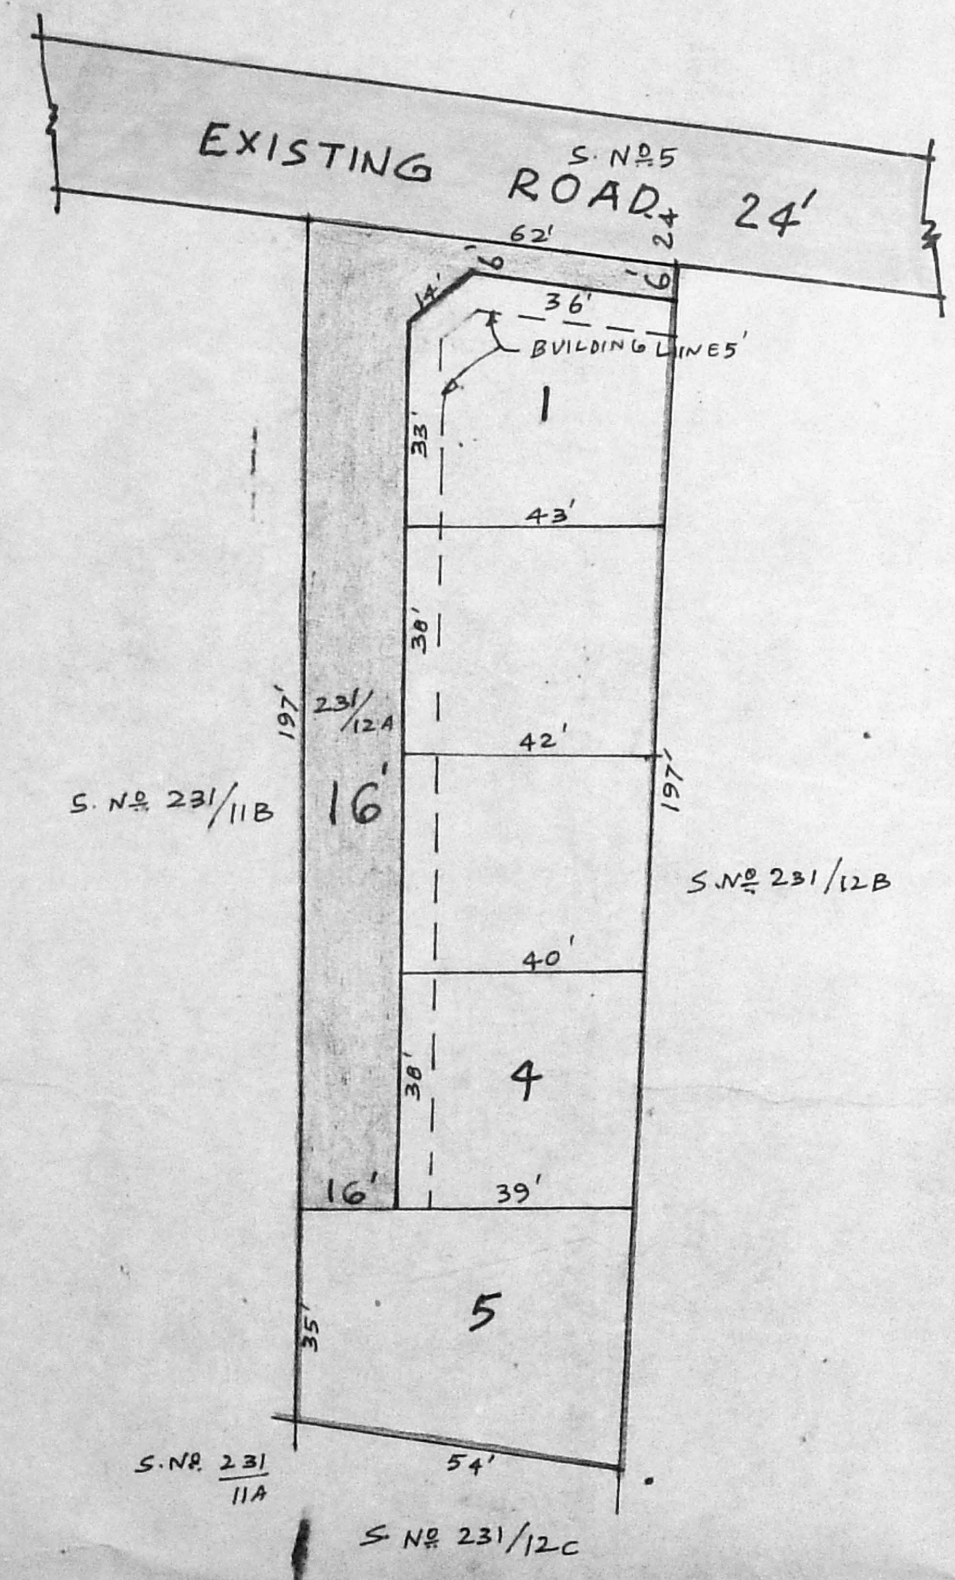 EXISTING ROAD 24'
S. No 5
24
62'
6'
6'
14'
36'
BUILDING LINE 5'
1
33'
43'
38'
42'
197'
231/12A
16'
197'
S. No 231/11B
S. No 231/12B
40'
4
38'
16'
39'
5
35'
54'
S. No. 231/11A
S No 231/12C